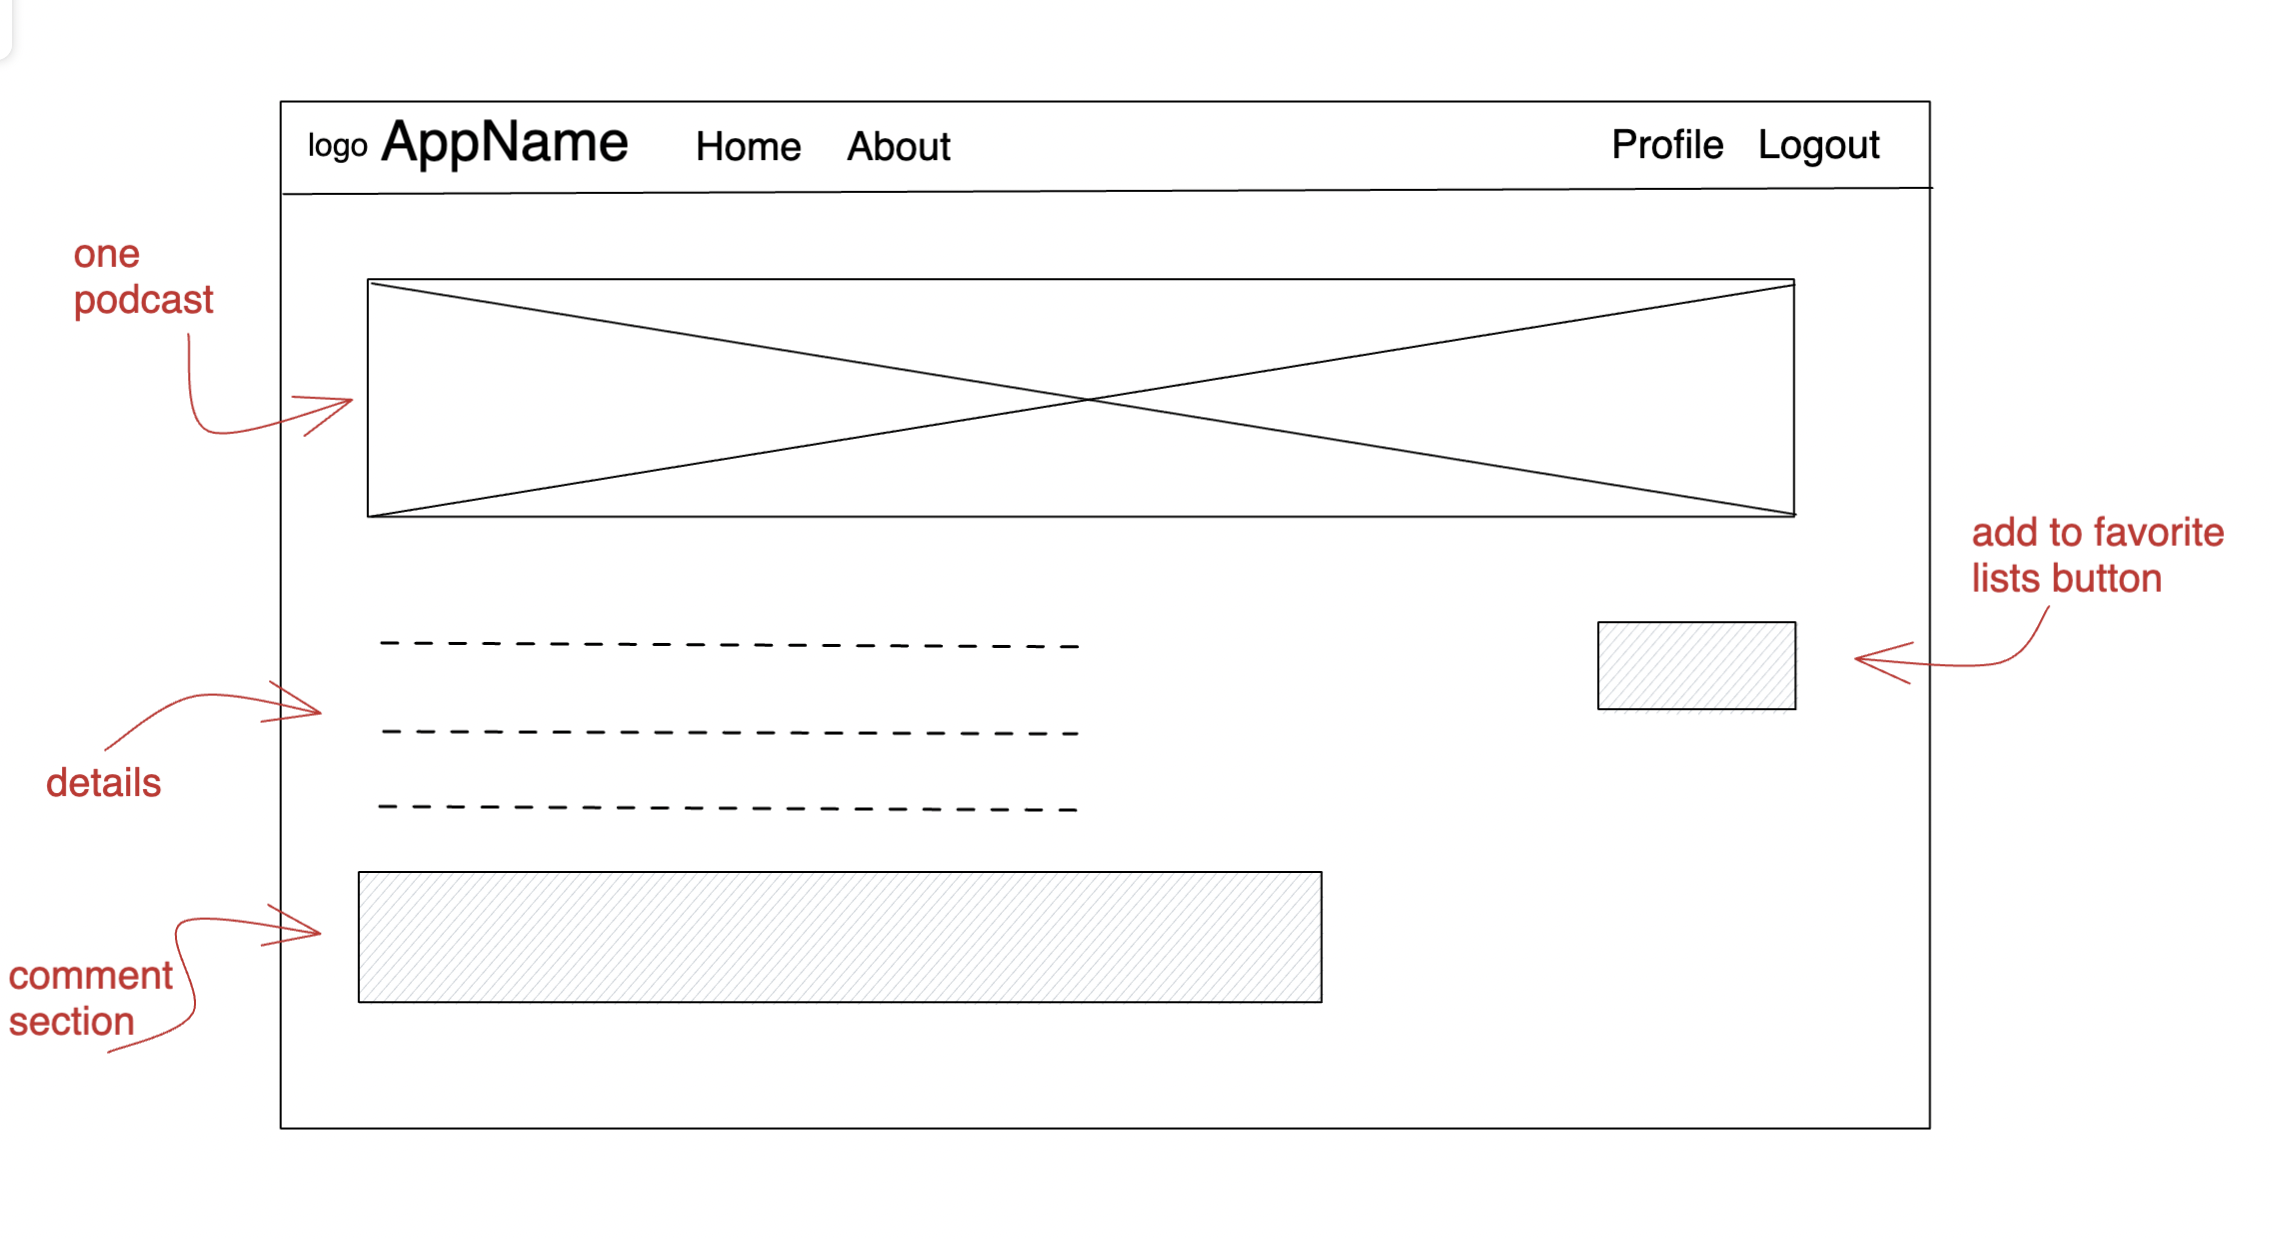 logo AppName Home About Profile Logout
one
podcast
add to favorite
lists button
details
comment
section